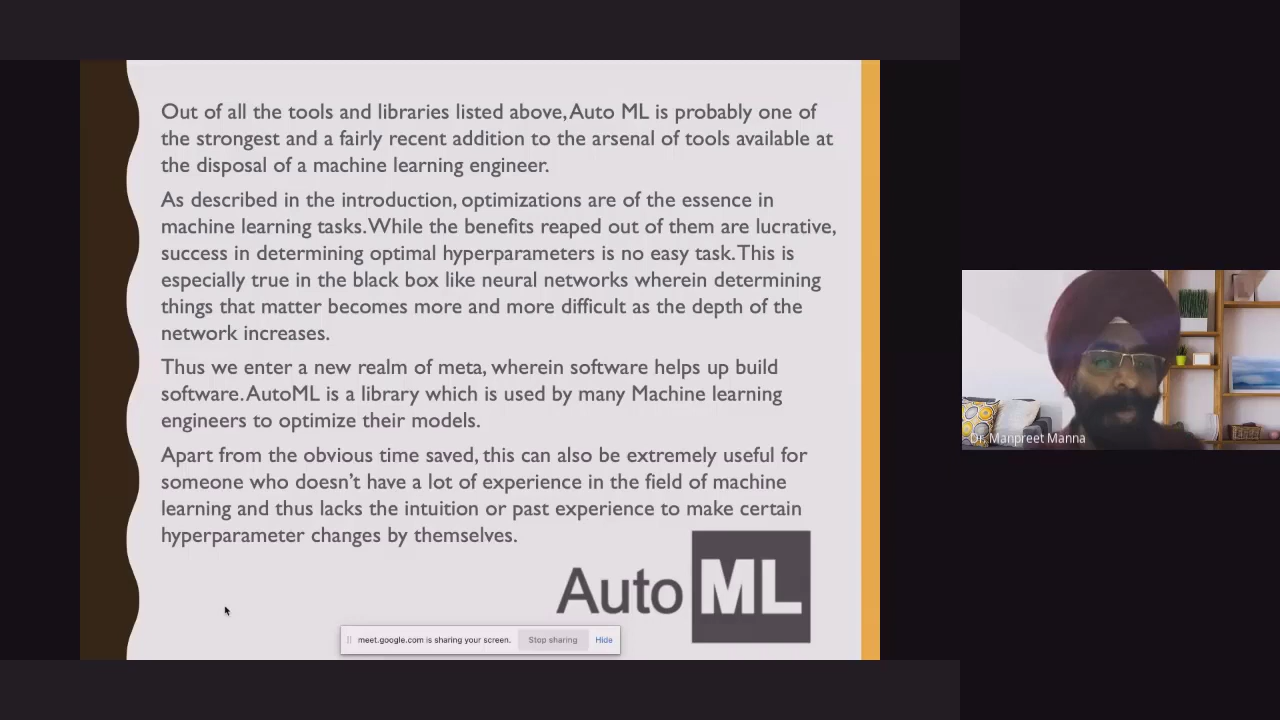 Out of all the tools and libraries listed above, Auto ML is probably one of
the strongest and a fairly recent addition to the arsenal of tools available at
the disposal of a machine learning engineer.
As described in the introduction, optimizations are of the essence in
machine learning tasks. While the benefits reaped out of them are lucrative,
success in determining optimal hyperparameters is no easy task. This is
especially true in the black box like neural networks wherein determining
things that matter becomes more and more difficult as the depth of the
network increases.
Thus we enter a new realm of meta, wherein software helps up build
software. AutoML is a library which is used by many Machine learning
engineers to optimize their models.
Apart from the obvious time saved, this can also be extremely useful for
someone who doesn't have a lot of experience in the field of machine
learning and thus lacks the intuition or past experience to make certain
hyperparameter changes by themselves.
Auto ML
meet.google.com is sharing your screen. Stop sharing Hide
Dr. Manpreet Manna